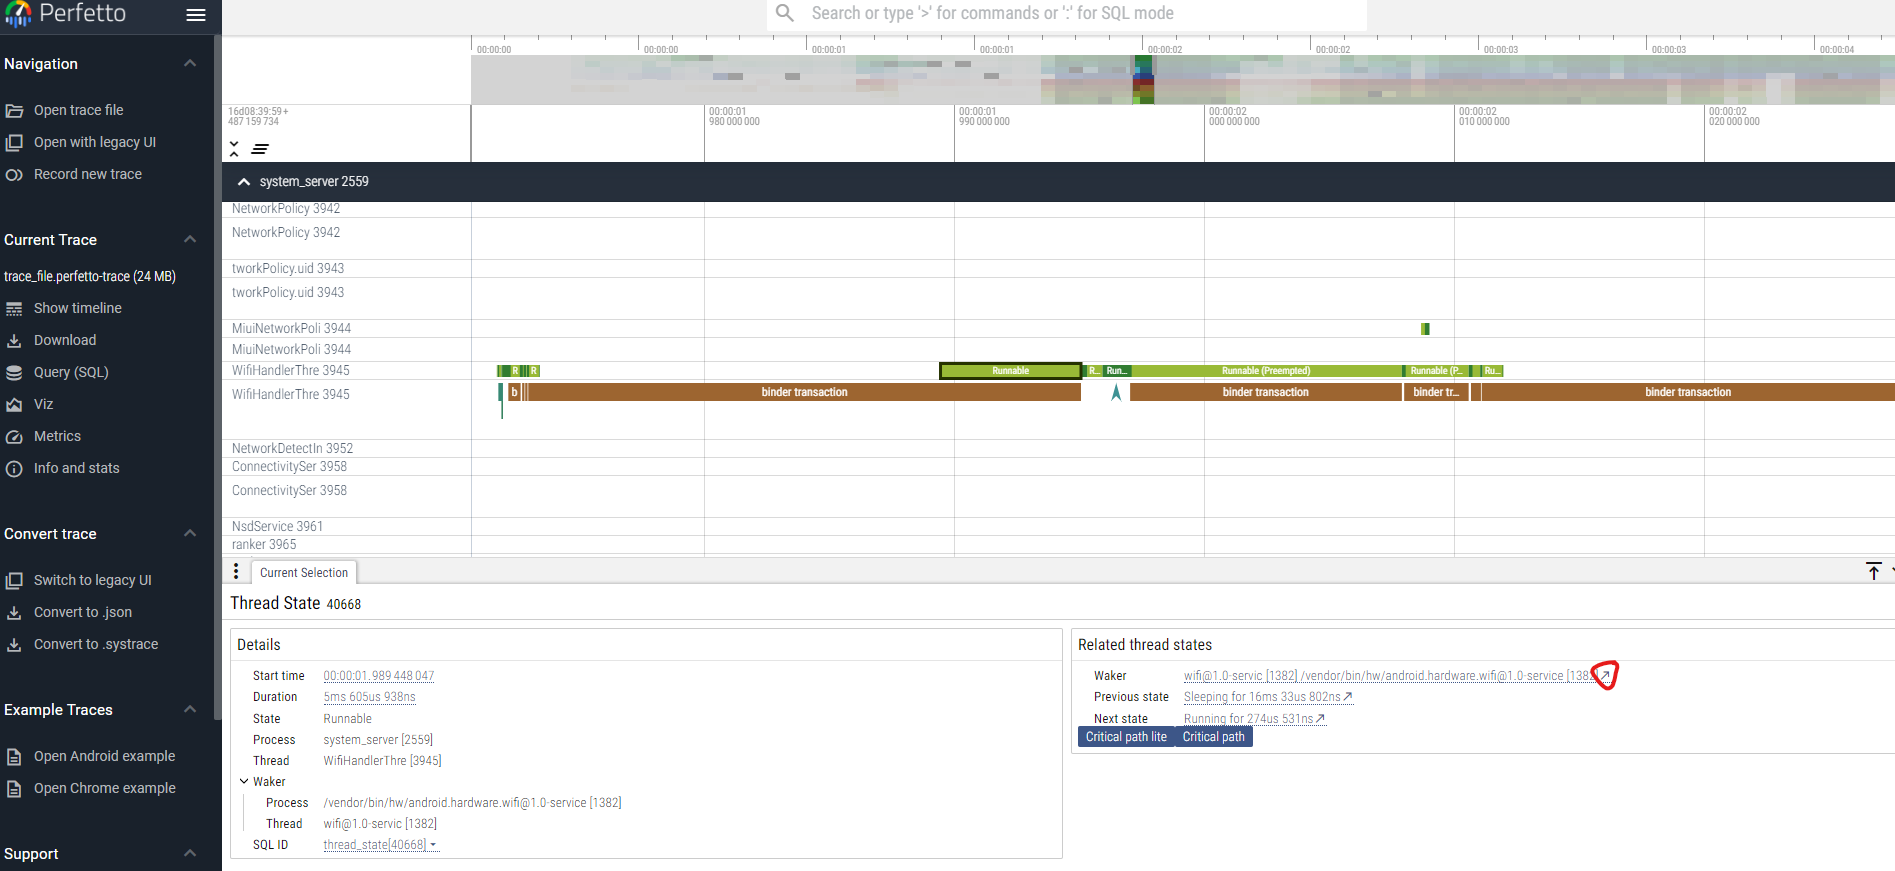 Perfetto
Search or type '>' for commands or ':' for SQL mode
Navigation
Open trace file
Open with legacy UI
Record new trace
Current Trace
trace_file.perfetto-trace (24 MB)
Show timeline
Download
Query (SQL)
Viz
Metrics
Info and stats
Convert trace
Switch to legacy UI
Convert to .json
Convert to .systrace
Example Traces
Open Android example
Open Chrome example
Support
00:00:00 00:00:00 00:00:01 00:00:01 00:00:02 00:00:02 00:00:03 00:00:03 00:00:04
16d08:39:59+ 00:00:01 00:00:01 00:00:02 00:00:02 00:00:02
487 159 734 980 000 000 990 000 000 000 000 000 010 000 000 020 000 000
system_server 2559
NetworkPolicy 3942
NetworkPolicy 3942
tworkPolicy.uid 3943
tworkPolicy.uid 3943
MiuiNetworkPoli 3944
MiuiNetworkPoli 3944
WifiHandlerThre 3945 R R Runnable R... Run... Runnable (Preempted) Runnable (P... Ru...
WifiHandlerThre 3945 b binder transaction binder transaction binder tr... binder transaction
NetworkDetectIn 3952
ConnectivitySer 3958
ConnectivitySer 3958
NsdService 3961
ranker 3965
Current Selection
Thread State 40668
Details
Start time 00:00:01.989 448 047
Duration 5ms 605us 938ns
State Runnable
Process system_server [2559]
Thread WifiHandlerThre [3945]
Waker
Process /vendor/bin/hw/android.hardware.wifi@1.0-service [1382]
Thread wifi@1.0-servic [1382]
SQL ID thread_state[40668]
Related thread states
Waker wifi@1.0-servic [1382] /vendor/bin/hw/android.hardware.wifi@1.0-service [1382
Previous state Sleeping for 16ms 33us 802ns
Next state Running for 274us 531ns
Critical path lite Critical path